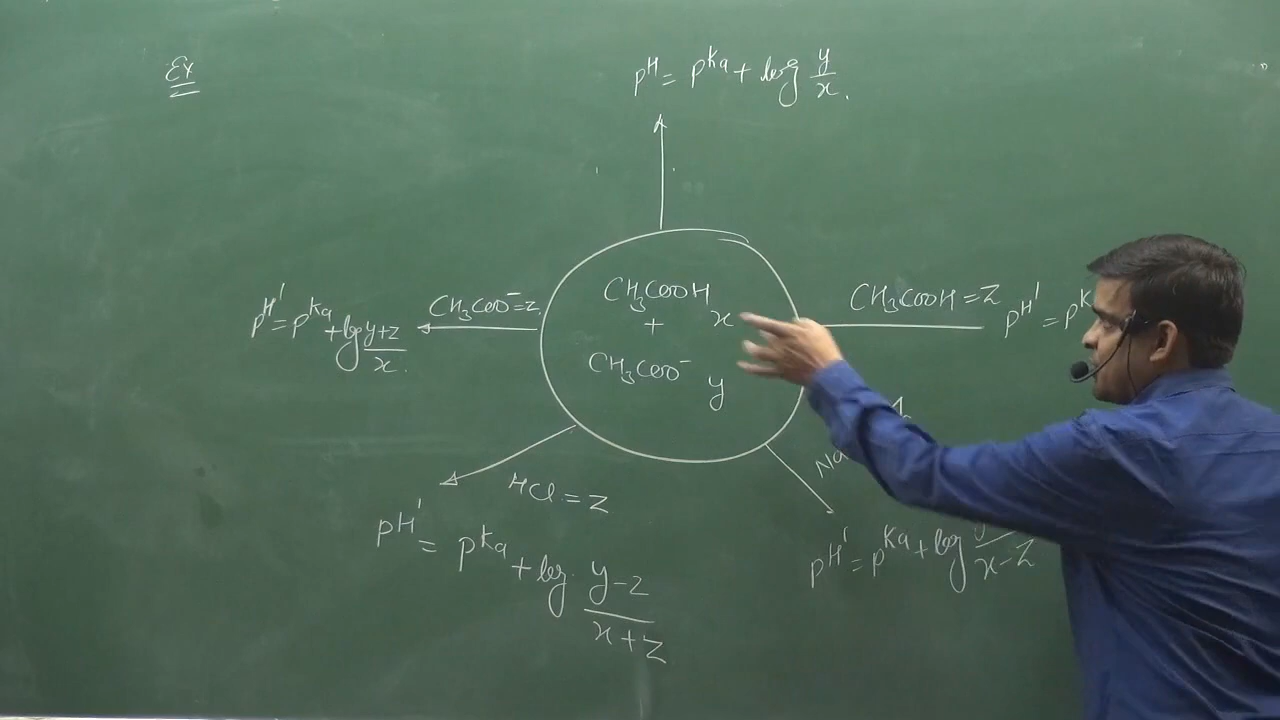 Ex
pH = pKa + log y/x.
CH3COOH x
+
CH3COO⁻ y
CH3COO⁻ = z
pH' = pKa + log y+z/x.
CH3COOH = Z
pH' = pK
HCl = z
pH' = pKa + log y-z/x+z
Na
pH' = pKa + log y/x-z